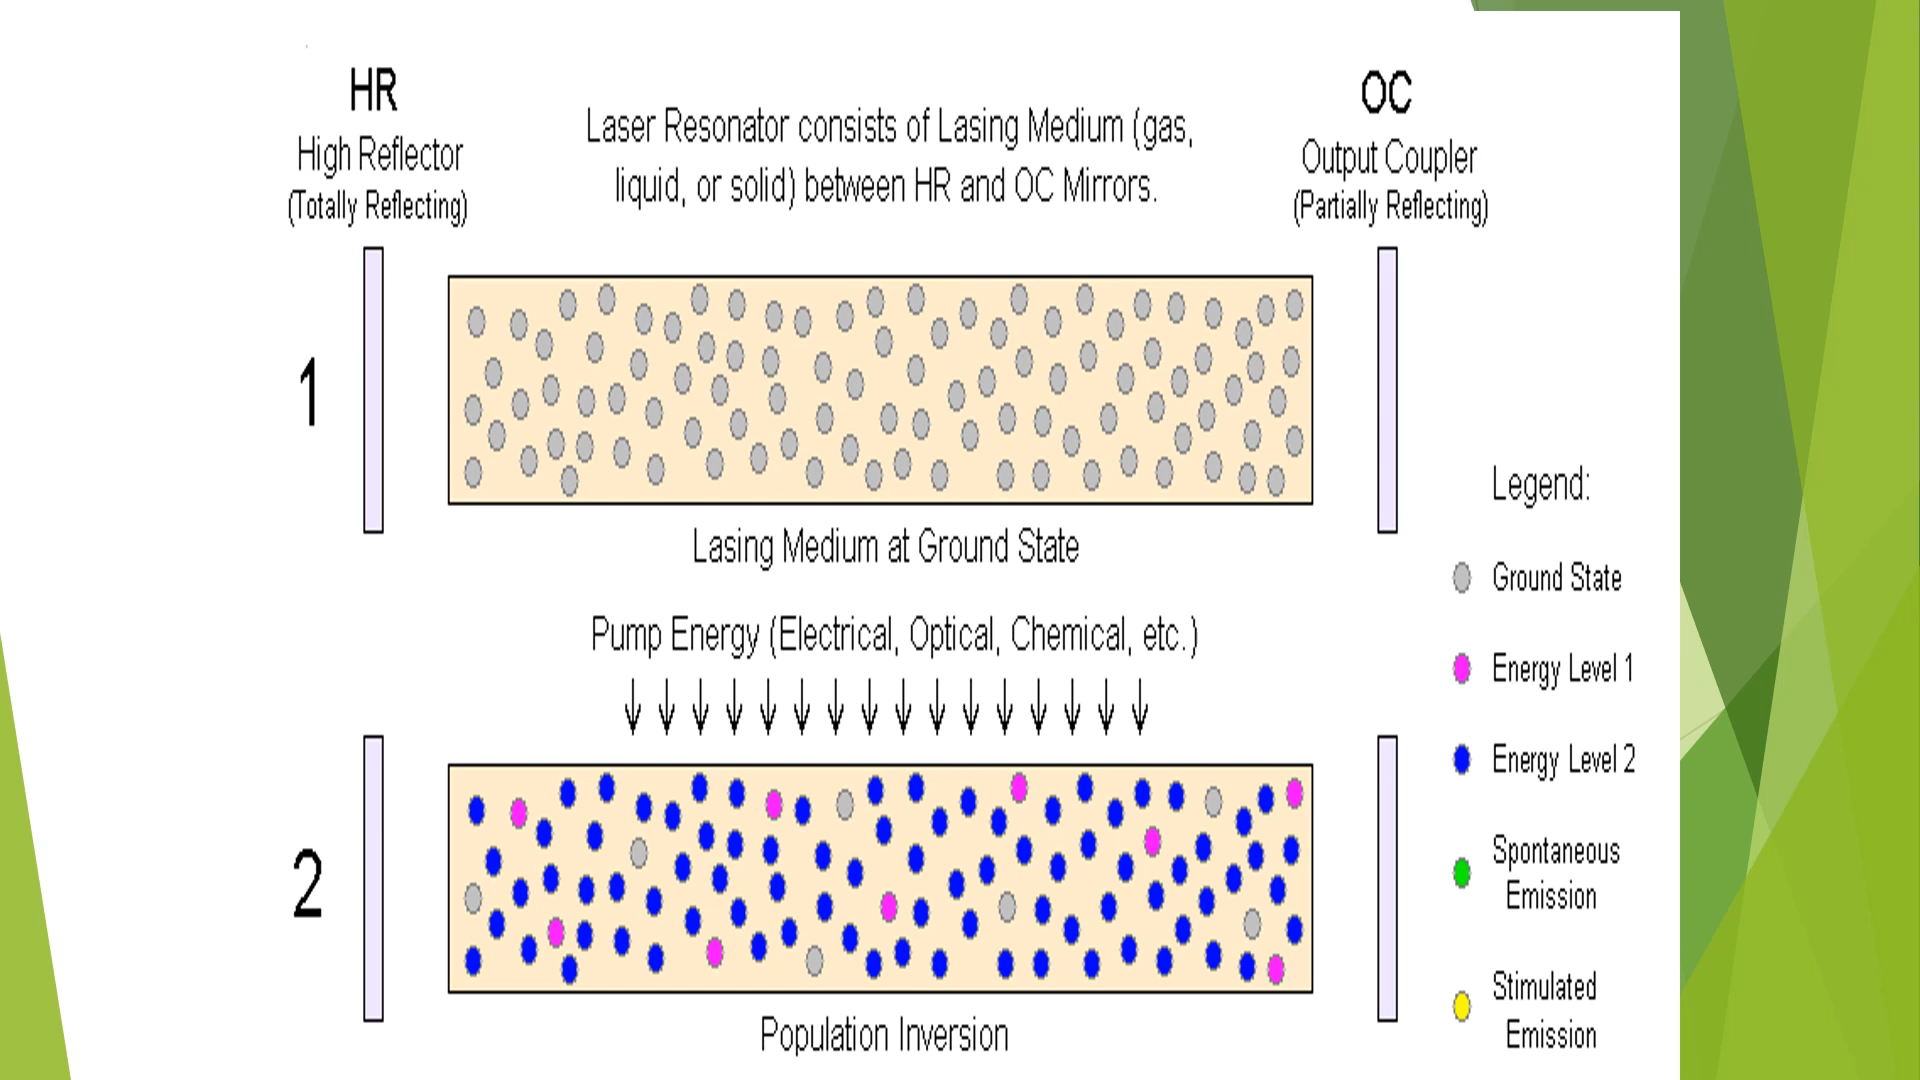 HR
High Reflector
(Totally Reflecting)
Laser Resonator consists of Lasing Medium (gas,
liquid, or solid) between HR and OC Mirrors.
OC
Output Coupler
(Partially Reflecting)
1
Lasing Medium at Ground State
Pump Energy (Electrical, Optical, Chemical, etc.)
2
Population Inversion
Legend:
Ground State
Energy Level 1
Energy Level 2
Spontaneous
Emission
Stimulated
Emission